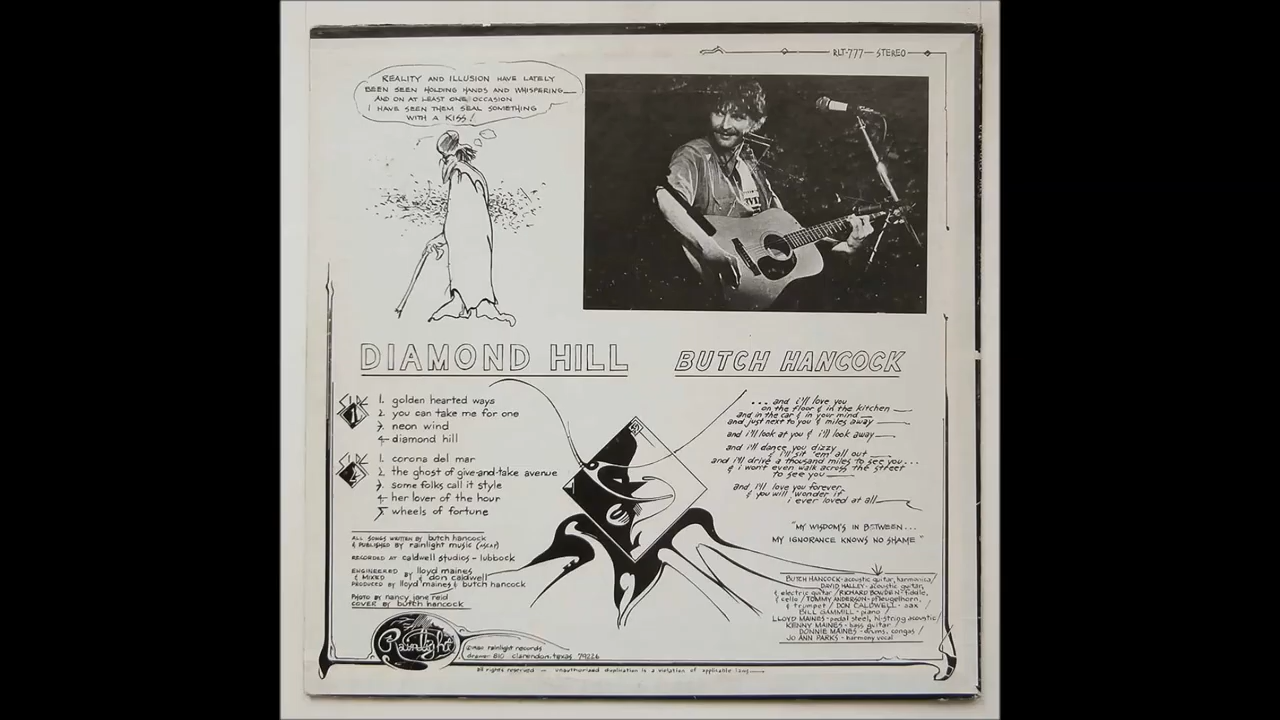 RLT-777 — STEREO
REALITY AND ILLUSION HAVE LATELY
BEEN SEEN HOLDING HANDS AND WHISPERING—
AND ON AT LEAST ONE OCCASION
I HAVE SEEN THEM SEAL SOMETHING
WITH A KISS!
DIAMOND HILL
BUTCH HANCOCK
SIDE 1
1. golden hearted ways
2. you can take me for one
3. neon wind
4. diamond hill
SIDE 2
1. corona del mar
2. the ghost of give-and-take avenue
3. some folks call it style
4. her lover of the hour
5 wheels of fortune
ALL SONGS WRITTEN BY butch hancock
& PUBLISHED BY rainlight music (ASCAP)
RECORDED AT caldwell studios - lubbock
ENGINEERED & MIXED BY lloyd maines & don caldwell
PRODUCED BY lloyd maines & butch hancock
PHOTO BY nancy jane reid
COVER BY butch hancock
Rainlight
©1980 rainlight records
drawer 810 clarendon, texas 79226
all rights reserved — unauthorized duplication is a violation of applicable laws
... and i'll love you
on the floor & in the kitchen —
and in the car & in your mind —
and just next to you & miles away —
and i'll look at you & i'll look away —
and i'll dance you dizzy
& i'll sit 'em all out —
and i'll drive a thousand miles to see you...
& i won't even walk across the street
to see you —
and i'll love you forever
& you will wonder if
i ever loved at all —
"MY WISDOM'S IN BETWEEN...
MY IGNORANCE KNOWS NO SHAME"
BUTCH HANCOCK - acoustic guitar, harmonica /
DAVID HALLEY - acoustic guitar,
& electric guitar / RICHARD BOWDEN - fiddle,
& cello / TOMMY ANDERSON - pfleugelhorn,
& trumpet / DON CALDWELL - sax /
BILL GAMMILL - piano /
LLOYD MAINES - pedal steel, hi-string acoustic /
KENNY MAINES - bass guitar /
DONNIE MAINES - drums, congas /
JO ANN PARKS - harmony vocal